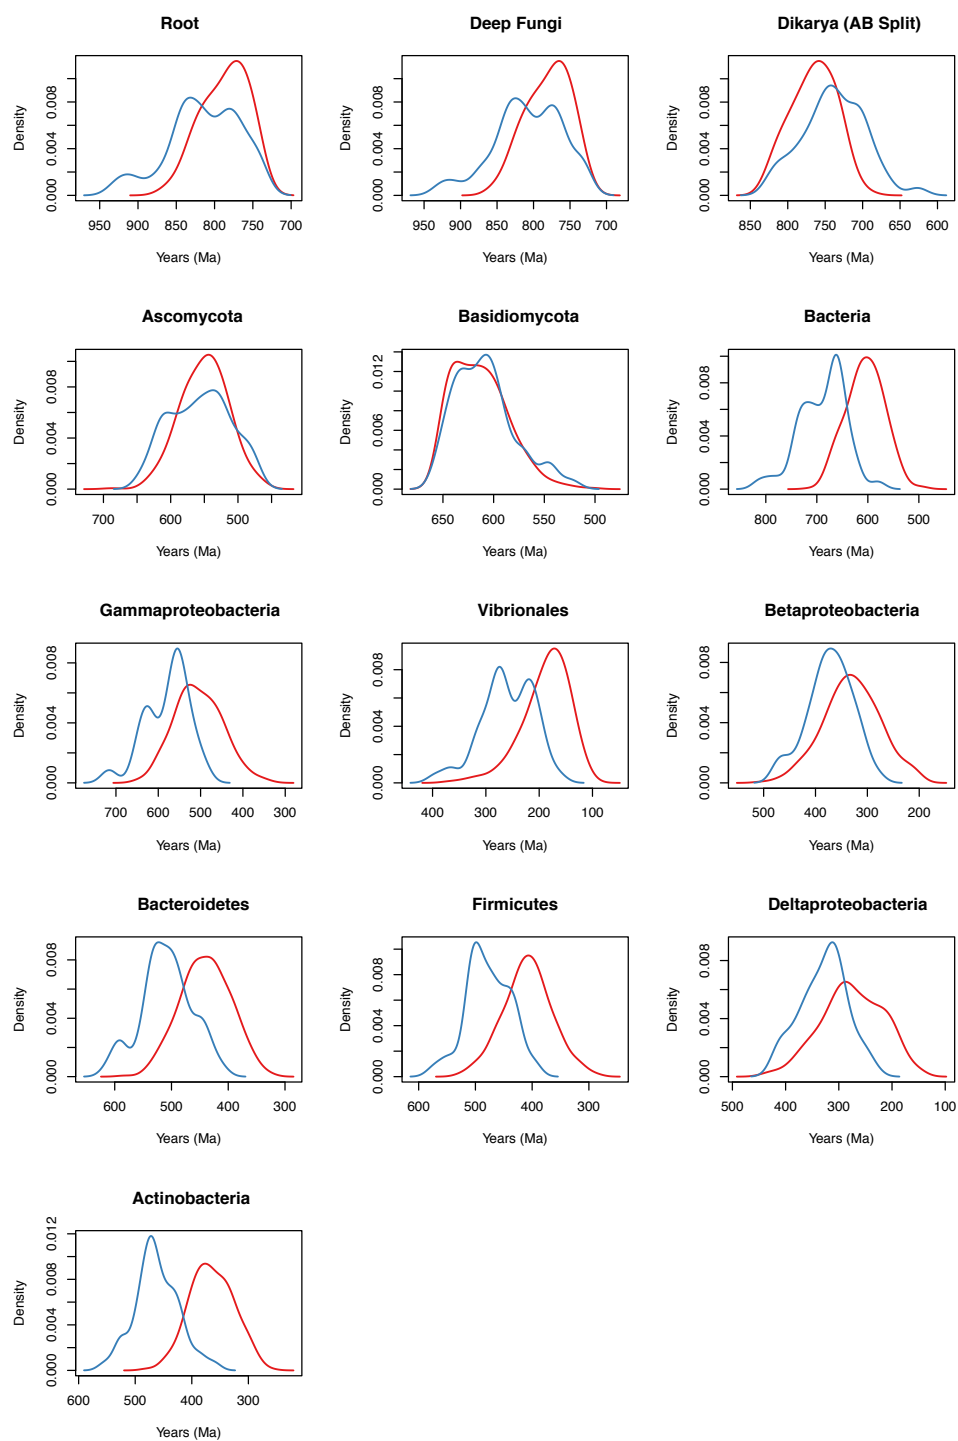 Root
Density
0.000 0.004 0.008
950 900 850 800 750 700
Years (Ma)
Deep Fungi
Density
0.000 0.004 0.008
950 900 850 800 750 700
Years (Ma)
Dikarya (AB Split)
Density
0.000 0.004 0.008
850 800 750 700 650 600
Years (Ma)
Ascomycota
Density
0.000 0.004 0.008
700 600 500
Years (Ma)
Basidiomycota
Density
0.000 0.006 0.012
650 600 550 500
Years (Ma)
Bacteria
Density
0.000 0.004 0.008
800 700 600 500
Years (Ma)
Gammaproteobacteria
Density
0.000 0.004 0.008
700 600 500 400 300
Years (Ma)
Vibrionales
Density
0.000 0.004 0.008
400 300 200 100
Years (Ma)
Betaproteobacteria
Density
0.000 0.004 0.008
500 400 300 200
Years (Ma)
Bacteroidetes
Density
0.000 0.004 0.008
600 500 400 300
Years (Ma)
Firmicutes
Density
0.000 0.004 0.008
600 500 400 300
Years (Ma)
Deltaproteobacteria
Density
0.000 0.004 0.008
500 400 300 200 100
Years (Ma)
Actinobacteria
Density
0.000 0.004 0.008 0.012
600 500 400 300
Years (Ma)